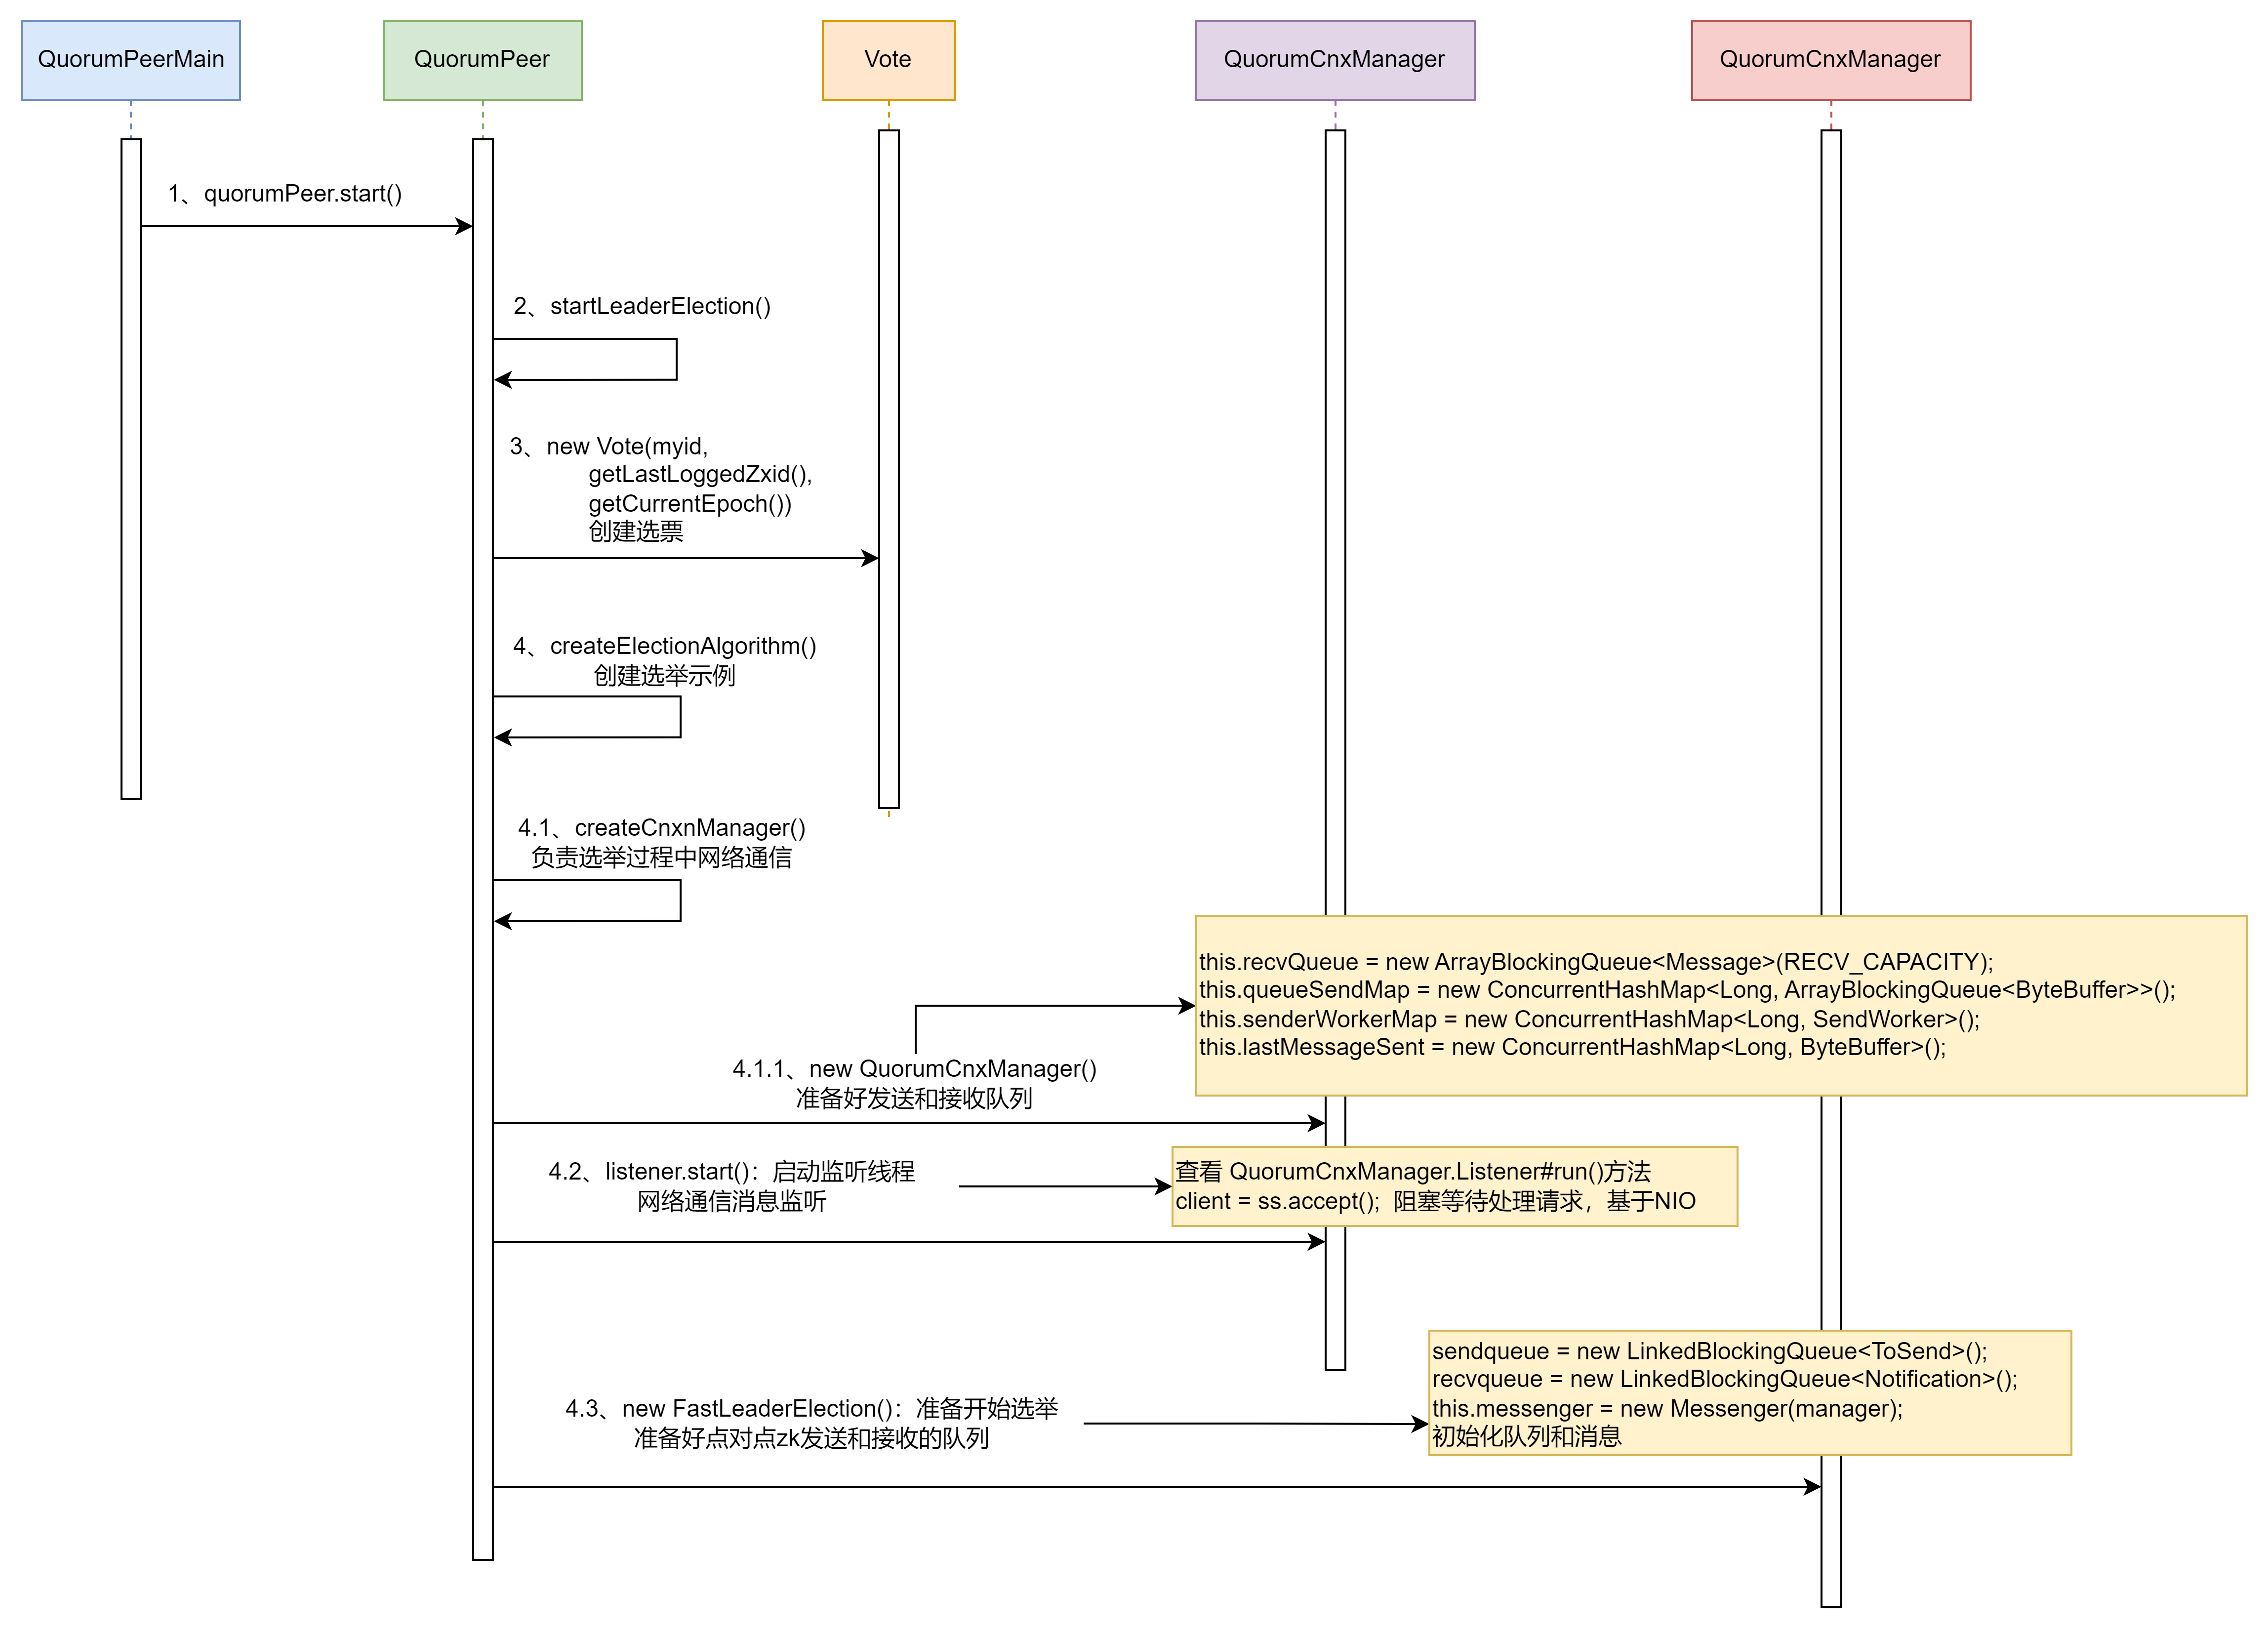 QuorumPeerMain
QuorumPeer
Vote
QuorumCnxManager
QuorumCnxManager
1、quorumPeer.start()
2、startLeaderElection()
3、new Vote(myid,
getLastLoggedZxid(),
getCurrentEpoch())
创建选票
4、createElectionAlgorithm()
创建选举示例
4.1、createCnxnManager()
负责选举过程中网络通信
this.recvQueue = new ArrayBlockingQueue<Message>(RECV_CAPACITY);
this.queueSendMap = new ConcurrentHashMap<Long, ArrayBlockingQueue<ByteBuffer>>();
this.senderWorkerMap = new ConcurrentHashMap<Long, SendWorker>();
this.lastMessageSent = new ConcurrentHashMap<Long, ByteBuffer>();
4.1.1、new QuorumCnxManager()
准备好发送和接收队列
4.2、listener.start()：启动监听线程
网络通信消息监听
查看 QuorumCnxManager.Listener#run()方法
client = ss.accept();  阻塞等待处理请求，基于NIO
sendqueue = new LinkedBlockingQueue<ToSend>();
recvqueue = new LinkedBlockingQueue<Notification>();
this.messenger = new Messenger(manager);
初始化队列和消息
4.3、new FastLeaderElection()：准备开始选举
准备好点对点zk发送和接收的队列